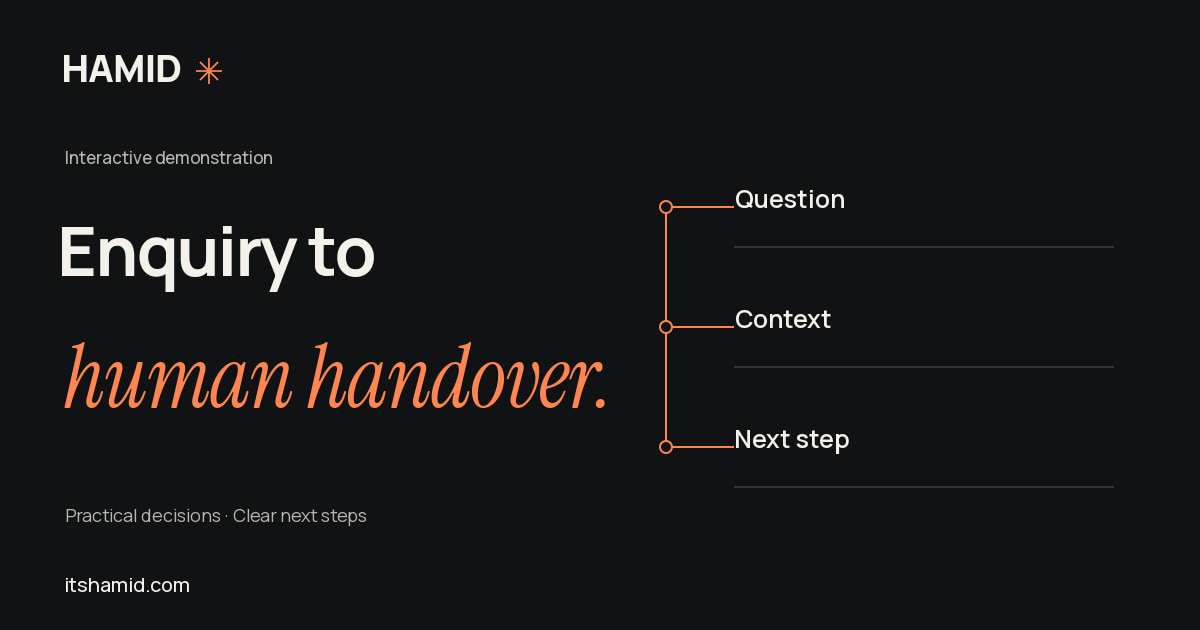 HAMID
Interactive demonstration
Enquiry to
human handover.
Question
Context
Next step
Practical decisions · Clear next steps
itshamid.com